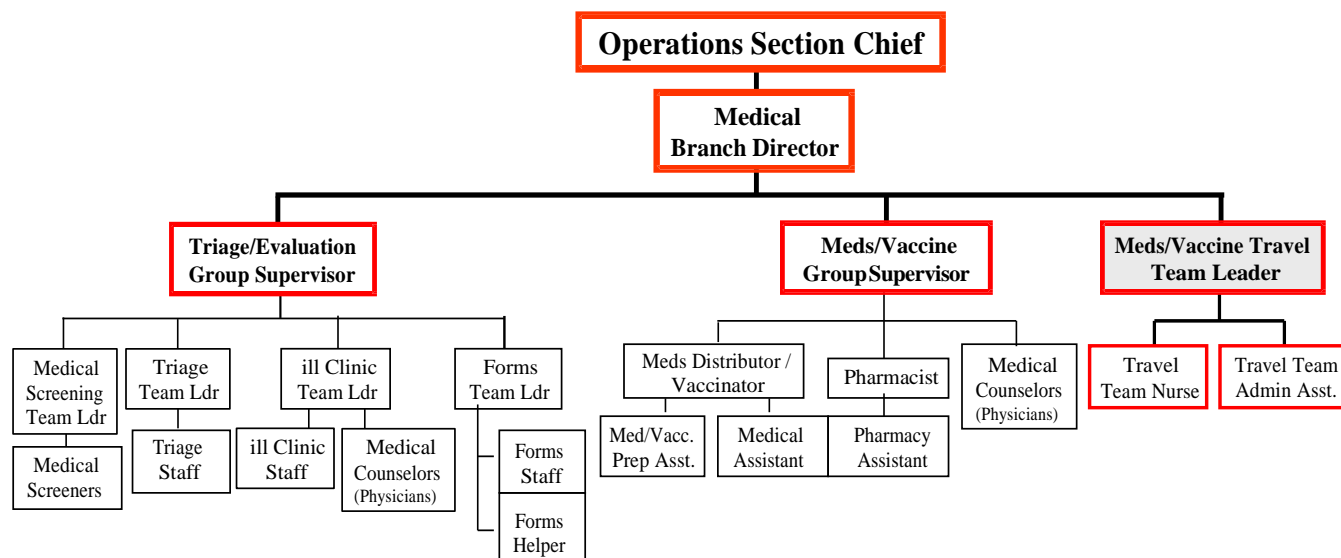 Operations Section Chief
Medical
Branch Director
Triage/Evaluation
Group Supervisor
Meds/Vaccine
Group Supervisor
Meds/Vaccine Travel
Team Leader
Medical
Screening
Team Ldr
Triage
Team Ldr
ill Clinic
Team Ldr
Forms
Team Ldr
Meds Distributor /
Vaccinator
Pharmacist
Medical
Counselors
(Physicians)
Travel
Team Nurse
Travel Team
Admin Asst.
Medical
Screeners
Triage
Staff
ill Clinic
Staff
Medical
Counselors
(Physicians)
Forms
Staff
Forms
Helper
Med/Vacc.
Prep Asst.
Medical
Assistant
Pharmacy
Assistant